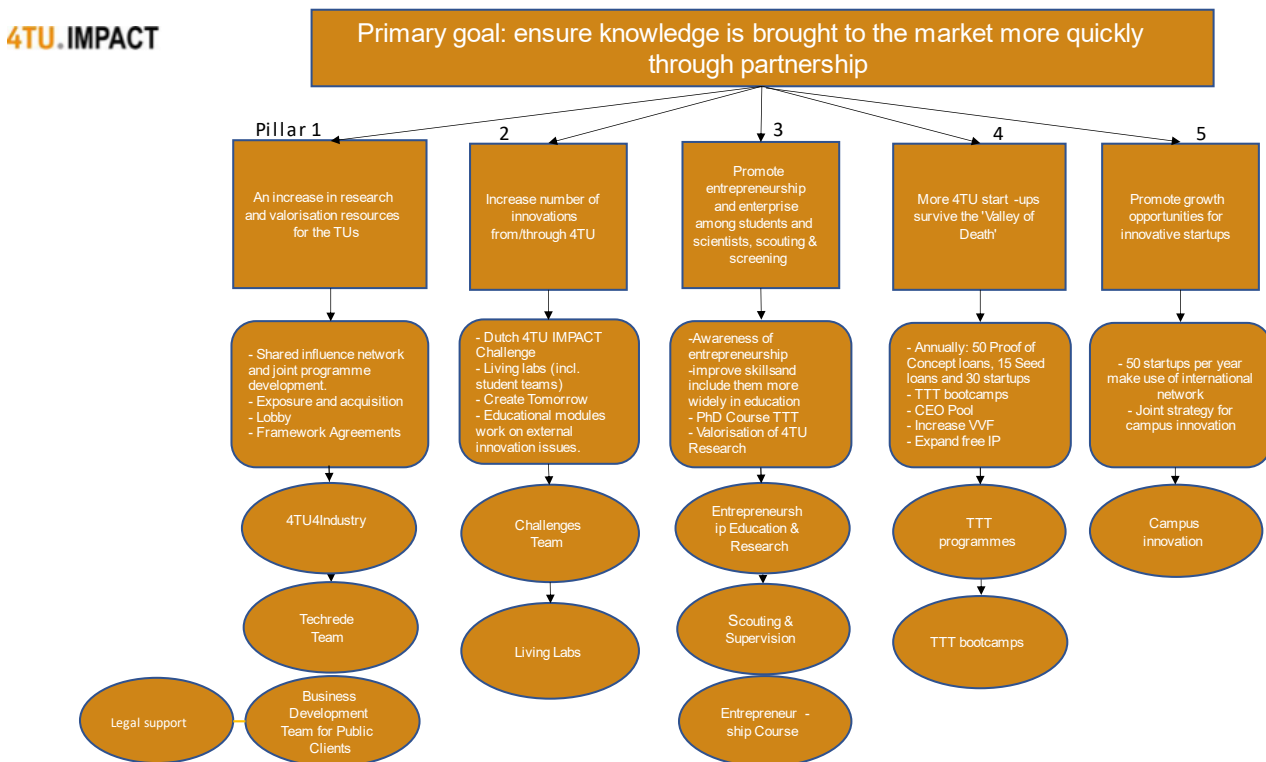 4TU.IMPACT
Primary goal: ensure knowledge is brought to the market more quickly
through partnership
Pillar 1
2
3
4
5
An increase in research
and valorisation resources
for the TUs
Increase number of
innovations
from/through 4TU
Promote
entrepreneurship
and enterprise
among students and
scientists, scouting &
screening
More 4TU start -ups
survive the 'Valley of
Death'
Promote growth
opportunities for
innovative startups
- Shared influence network
and joint programme
development.
- Exposure and acquisition
- Lobby
- Framework Agreements
- Dutch 4TU IMPACT
Challenge
- Living labs (incl.
student teams)
- Create Tomorrow
- Educational modules
work on external
innovation issues.
-Awareness of
entrepreneurship
-improve skillsand
include them more
widely in education
- PhD Course TTT
- Valorisation of 4TU
Research
- Annually: 50 Proof of
Concept loans, 15 Seed
loans and 30 startups
- TTT bootcamps
- CEO Pool
- Increase VVF
- Expand free IP
- 50 startups per year
make use of international
network
- Joint strategy for
campus innovation
4TU4Industry
Challenges
Team
Entrepreneursh
ip Education &
Research
TTT
programmes
Campus
innovation
Techrede
Team
Living Labs
Scouting &
Supervision
TTT bootcamps
Legal support
Business
Development
Team for Public
Clients
Entrepreneur -
ship Course